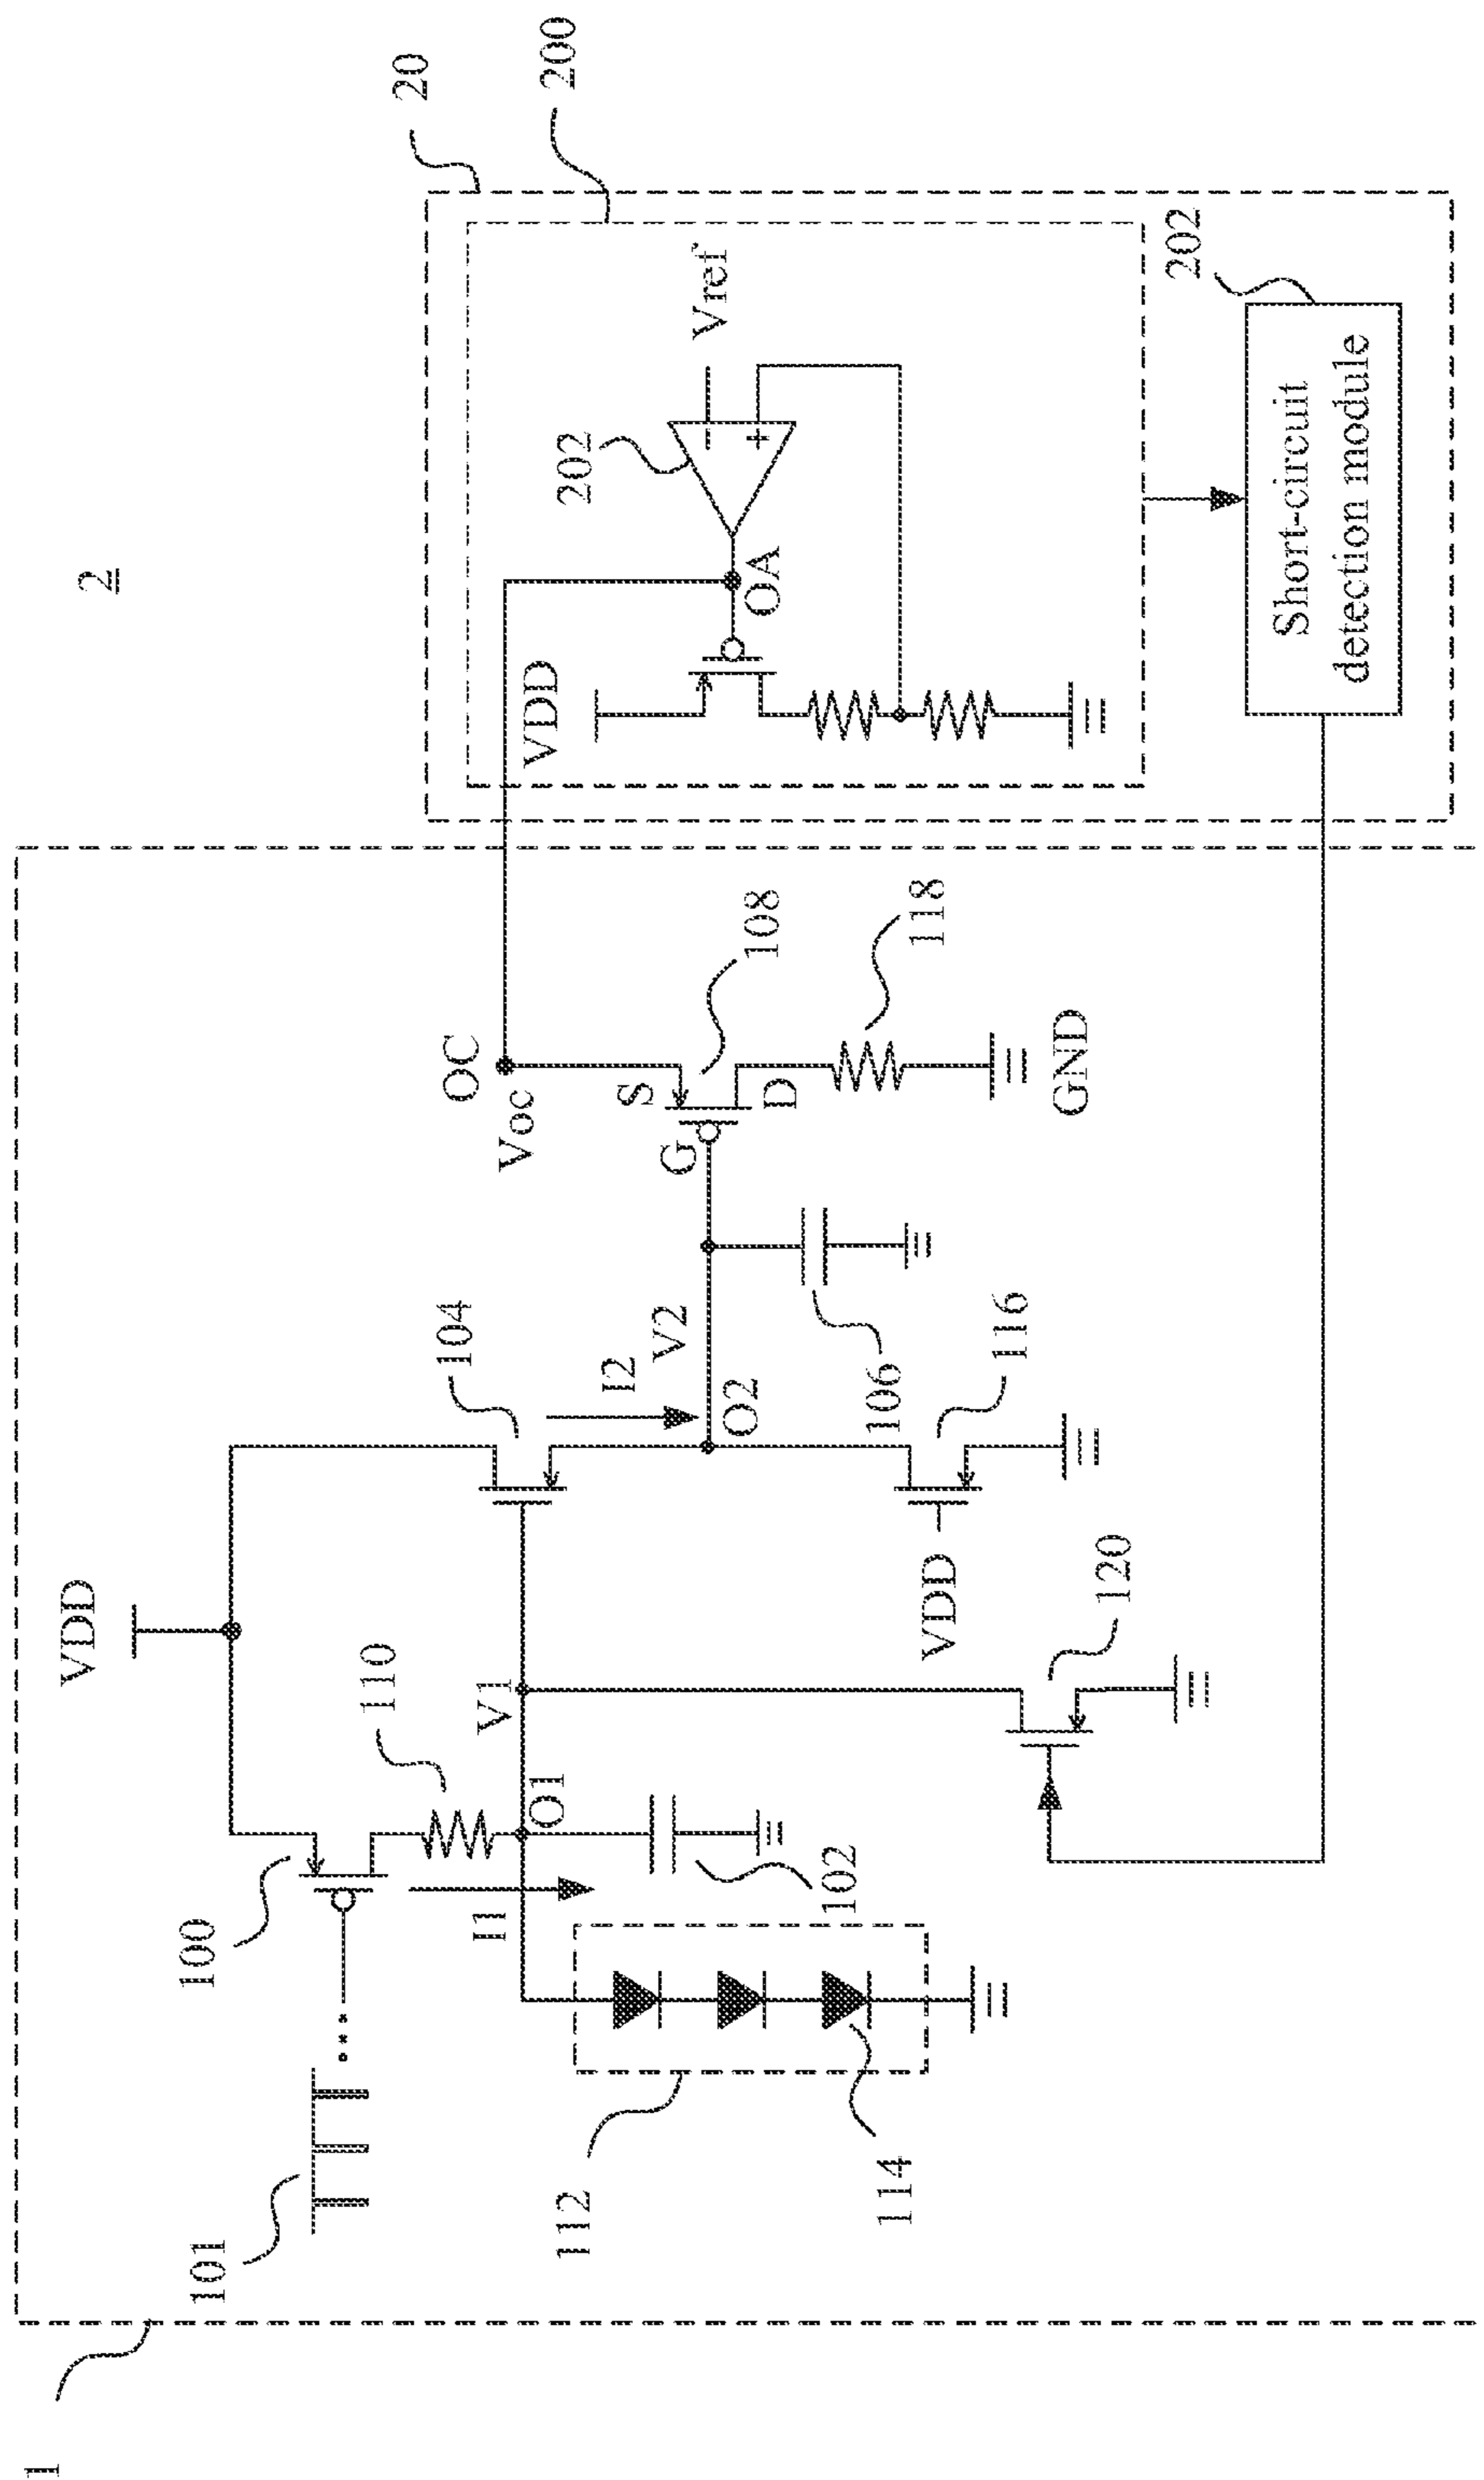 2
1
VDD
100
101
110
I1
O1
V1
102
112
114
104
I2
V2
O2
106
VDD
116
120
OC
Voc
S
G
D
108
118
GND
20
200
VDD
OA
202
Vref
−
+
202
Short-circuit
detection module